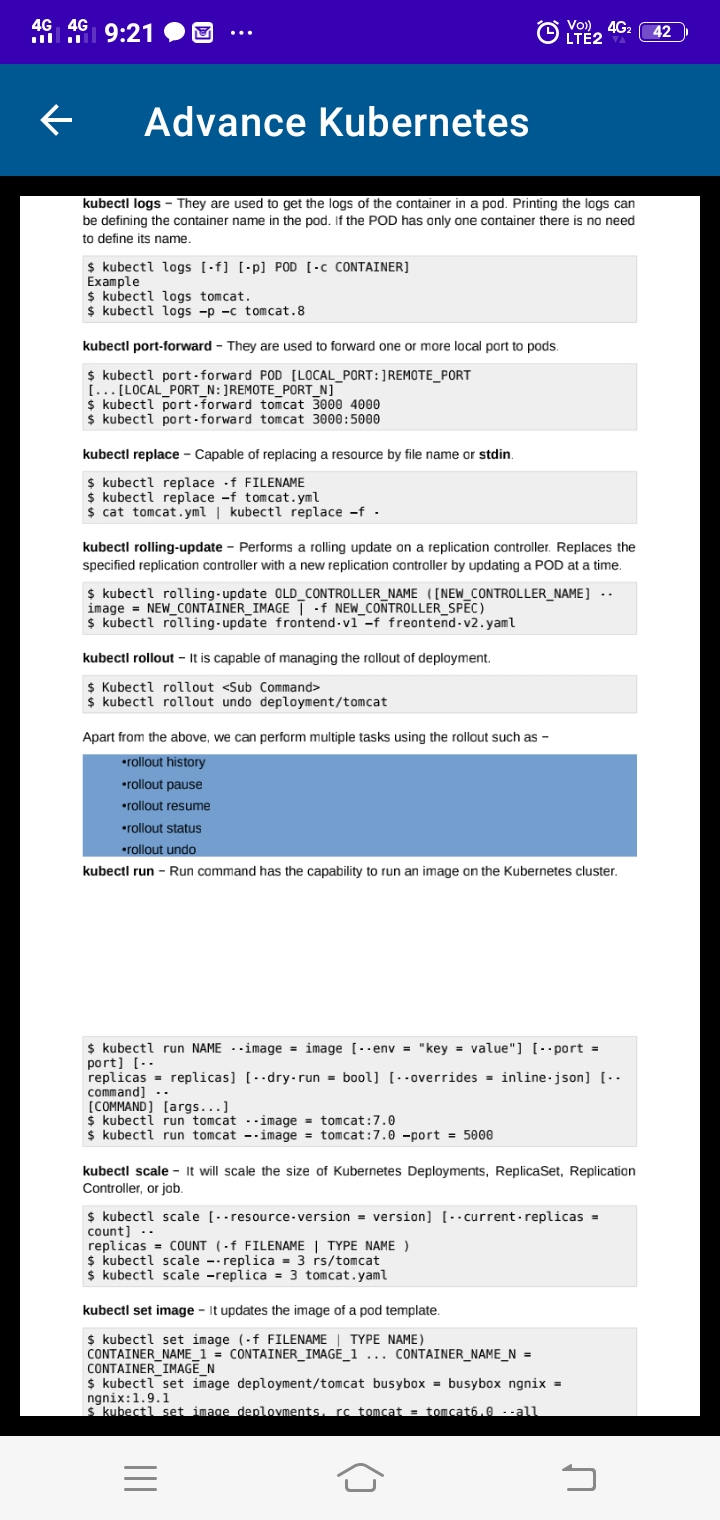 4G 4G 9:21 ... Vo)) LTE2 4G2 42
Advance Kubernetes
kubectl logs − They are used to get the logs of the container in a pod. Printing the logs can
be defining the container name in the pod. If the POD has only one container there is no need
to define its name.
$ kubectl logs [-f] [-p] POD [-c CONTAINER]
Example
$ kubectl logs tomcat.
$ kubectl logs –p –c tomcat.8
kubectl port-forward − They are used to forward one or more local port to pods.
$ kubectl port-forward POD [LOCAL_PORT:]REMOTE_PORT
[...[LOCAL_PORT_N:]REMOTE_PORT_N]
$ kubectl port-forward tomcat 3000 4000
$ kubectl port-forward tomcat 3000:5000
kubectl replace − Capable of replacing a resource by file name or stdin.
$ kubectl replace -f FILENAME
$ kubectl replace –f tomcat.yml
$ cat tomcat.yml | kubectl replace –f -
kubectl rolling-update − Performs a rolling update on a replication controller. Replaces the
specified replication controller with a new replication controller by updating a POD at a time.
$ kubectl rolling-update OLD_CONTROLLER_NAME ([NEW_CONTROLLER_NAME] --
image = NEW_CONTAINER_IMAGE | -f NEW_CONTROLLER_SPEC)
$ kubectl rolling-update frontend-v1 –f freontend-v2.yaml
kubectl rollout − It is capable of managing the rollout of deployment.
$ Kubectl rollout <Sub Command>
$ kubectl rollout undo deployment/tomcat
Apart from the above, we can perform multiple tasks using the rollout such as −
•rollout history
•rollout pause
•rollout resume
•rollout status
•rollout undo
kubectl run − Run command has the capability to run an image on the Kubernetes cluster.
$ kubectl run NAME --image = image [--env = "key = value"] [--port =
port] [--
replicas = replicas] [--dry-run = bool] [--overrides = inline-json] [--
command] --
[COMMAND] [args...]
$ kubectl run tomcat --image = tomcat:7.0
$ kubectl run tomcat –-image = tomcat:7.0 –port = 5000
kubectl scale − It will scale the size of Kubernetes Deployments, ReplicaSet, Replication
Controller, or job.
$ kubectl scale [--resource-version = version] [--current-replicas =
count] --
replicas = COUNT (-f FILENAME | TYPE NAME )
$ kubectl scale –-replica = 3 rs/tomcat
$ kubectl scale –replica = 3 tomcat.yaml
kubectl set image − It updates the image of a pod template.
$ kubectl set image (-f FILENAME | TYPE NAME)
CONTAINER_NAME_1 = CONTAINER_IMAGE_1 ... CONTAINER_NAME_N =
CONTAINER_IMAGE_N
$ kubectl set image deployment/tomcat busybox = busybox ngnix =
ngnix:1.9.1
$ kubectl set image deployments, rc tomcat = tomcat6.0 --all